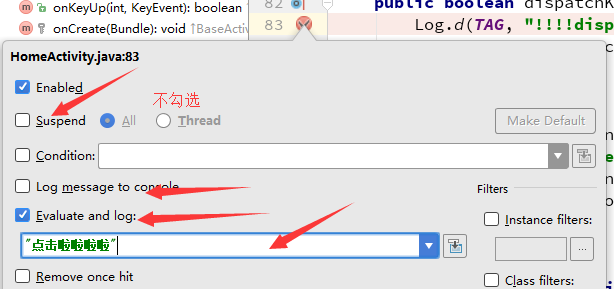 onKeyUp(int, KeyEvent): boolean
onCreate(Bundle): void ↑BaseActiv
82 public boolean dispatchK
83 Log.d(TAG, "!!!!disp
HomeActivity.java:83
Enabled
不勾选
Suspend All Thread Make Default
Condition:
Log message to console
Filters
Evaluate and log: Instance filters:
"点击啦啦啦啦"
...
Remove once hit Class filters: